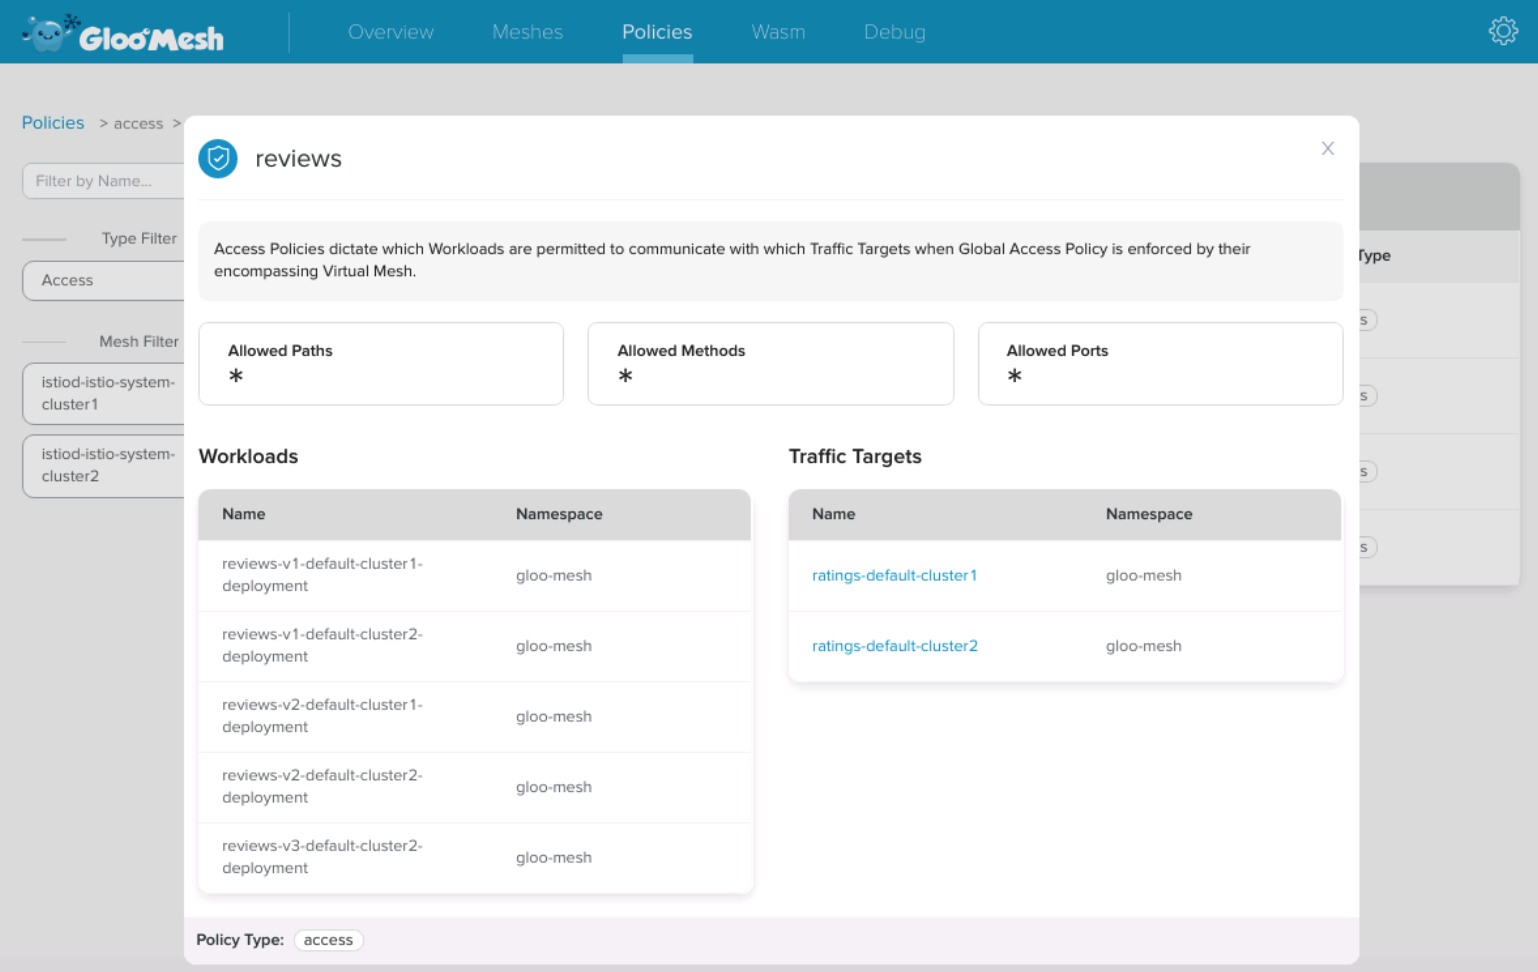 Gloo Mesh
Overview
Meshes
Policies
Wasm
Debug
Policies > access >
Filter by Name...
Type Filter
Access
Mesh Filter
istiod-istio-system-
cluster1
istiod-istio-system-
cluster2
reviews
X
Access Policies dictate which Workloads are permitted to communicate with which Traffic Targets when Global Access Policy is enforced by their
encompassing Virtual Mesh.
Allowed Paths
*
Allowed Methods
*
Allowed Ports
*
Workloads
Name Namespace
reviews-v1-default-cluster1-
deployment
gloo-mesh
reviews-v1-default-cluster2-
deployment
gloo-mesh
reviews-v2-default-cluster1-
deployment
gloo-mesh
reviews-v2-default-cluster2-
deployment
gloo-mesh
reviews-v3-default-cluster2-
deployment
gloo-mesh
Traffic Targets
Name Namespace
ratings-default-cluster1 gloo-mesh
ratings-default-cluster2 gloo-mesh
Policy Type: access
Type
s
s
s
s